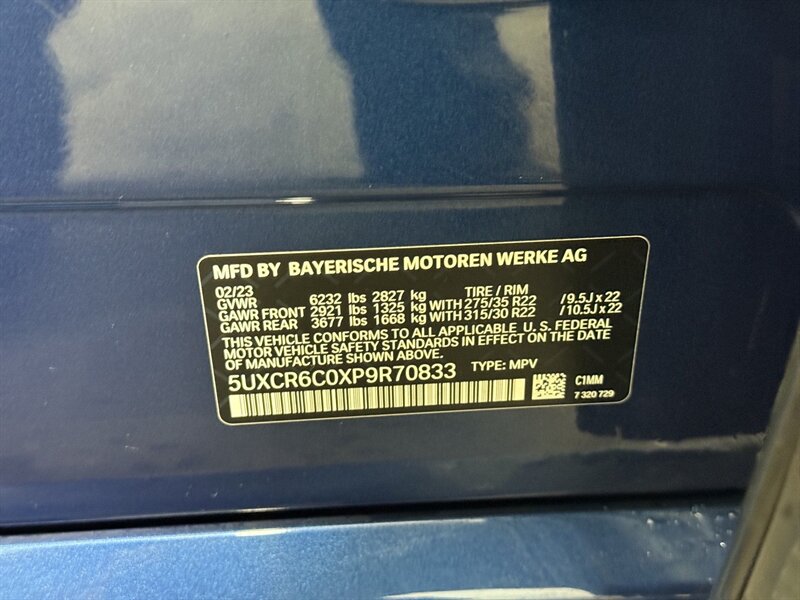 MFD BY BAYERISCHE MOTOREN WERKE AG
02/23 TIRE / RIM
GVWR 6232 lbs 2827 kg
GAWR FRONT 2921 lbs 1325 kg WITH 275/35 R22 / 9.5J x 22
GAWR REAR 3677 lbs 1668 kg WITH 315/30 R22 / 10.5J x 22
THIS VEHICLE CONFORMS TO ALL APPLICABLE U. S. FEDERAL
MOTOR VEHICLE SAFETY STANDARDS IN EFFECT ON THE DATE
OF MANUFACTURE SHOWN ABOVE.
5UXCR6C0XP9R70833 TYPE: MPV
C1MM
7 320 729